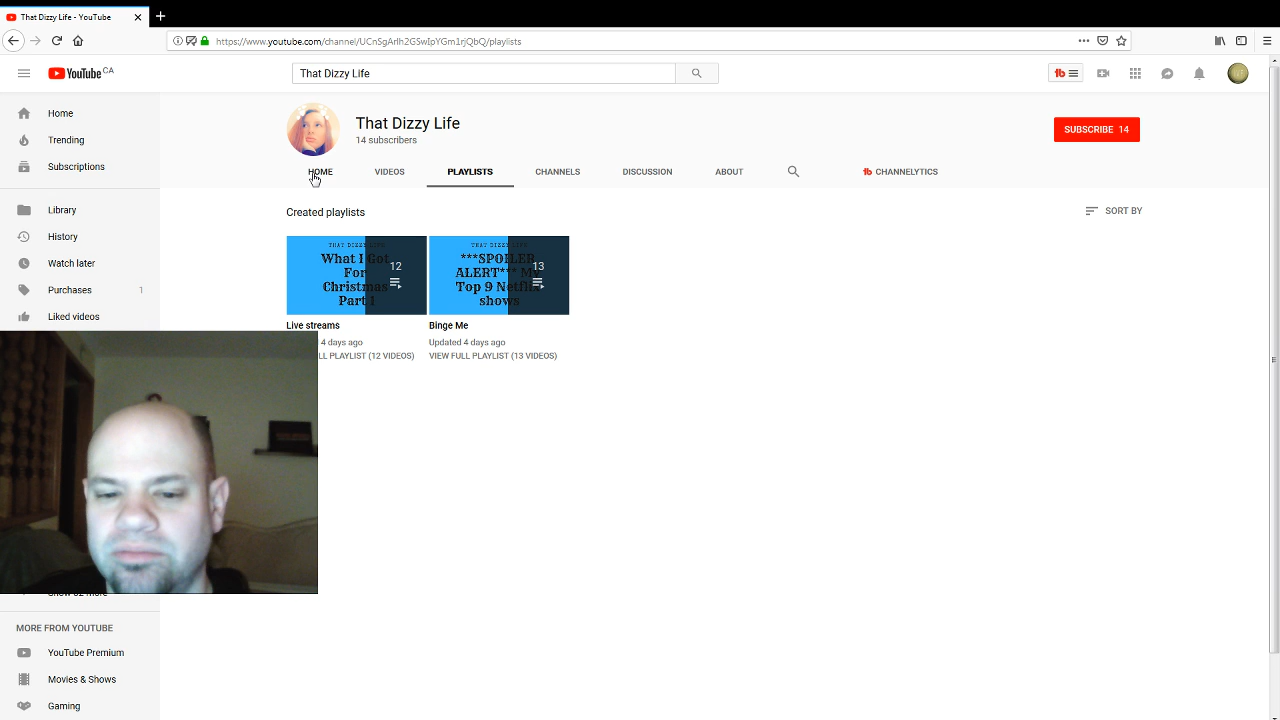 That Dizzy Life - YouTube
https://www.youtube.com/channel/UCnSgArlh2GSwIpYGm1rjQbQ/playlists
YouTube CA
That Dizzy Life
Home
Trending
Subscriptions
Library
History
Watch later
Purchases 1
Liked videos
MORE FROM YOUTUBE
YouTube Premium
Movies & Shows
Gaming
That Dizzy Life
14 subscribers
SUBSCRIBE 14
HOME VIDEOS PLAYLISTS CHANNELS DISCUSSION ABOUT CHANNELYTICS
Created playlists
SORT BY
THAT DIZZY LIFE
What I Got
For
Christmas
Part 1
12
Live streams
4 days ago
LL PLAYLIST (12 VIDEOS)
THAT DIZZY LIFE
***SPOILER
ALERT*** My
Top 9 Netflix
shows
13
Binge Me
Updated 4 days ago
VIEW FULL PLAYLIST (13 VIDEOS)